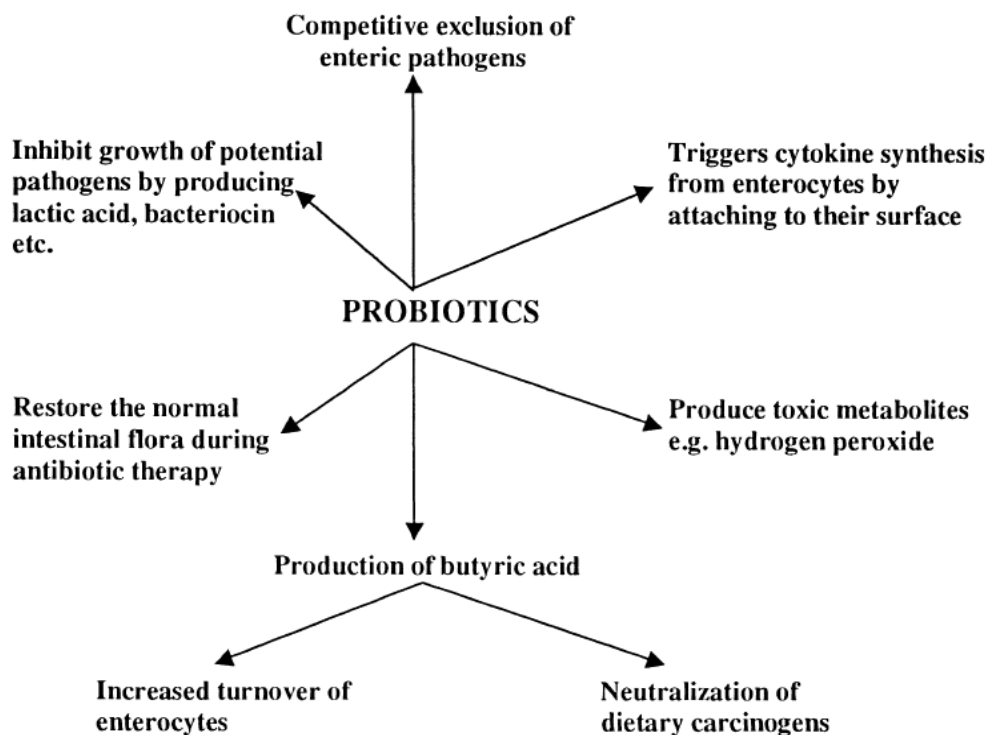 Competitive exclusion of
enteric pathogens
Inhibit growth of potential
pathogens by producing
lactic acid, bacteriocin
etc.
Triggers cytokine synthesis
from enterocytes by
attaching to their surface
PROBIOTICS
Restore the normal
intestinal flora during
antibiotic therapy
Produce toxic metabolites
e.g. hydrogen peroxide
Production of butyric acid
Increased turnover of
enterocytes
Neutralization of
dietary carcinogens